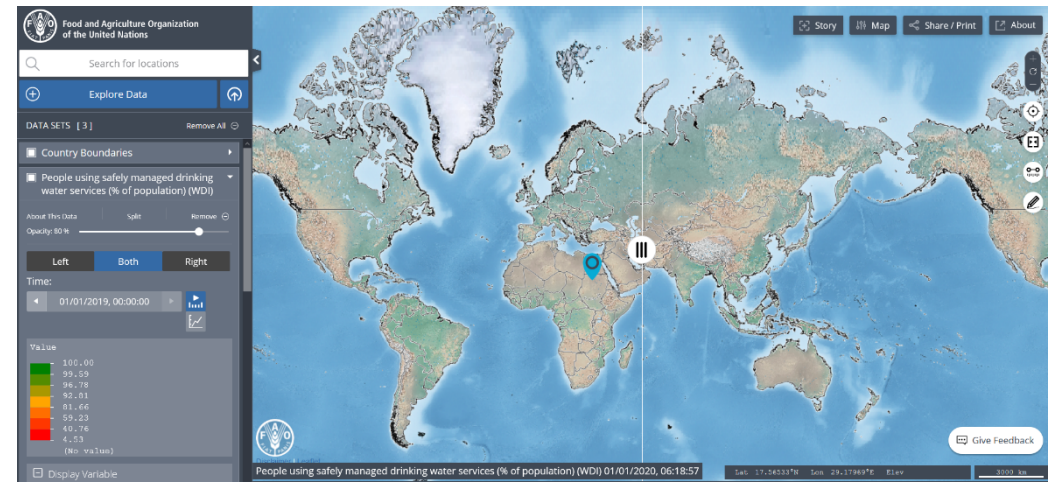 Food and Agriculture Organization
of the United Nations
Search for locations
Explore Data
DATA SETS [ 3 ]
Remove All
Country Boundaries
People using safely managed drinking
water services (% of population) (WDI)
About This Data
Split
Remove
Opacity: 80 %
Left
Both
Right
Time:
01/01/2019, 00:00:00
Value
100.00
99.59
96.78
92.81
81.66
59.23
40.76
4.53
(No value)
Display Variable
Story
Map
Share / Print
About
Give Feedback
People using safely managed drinking water services (% of population) (WDI) 01/01/2020, 06:18:57
Lat 17.56533°N Lon 29.17969°E Elev
3000 km